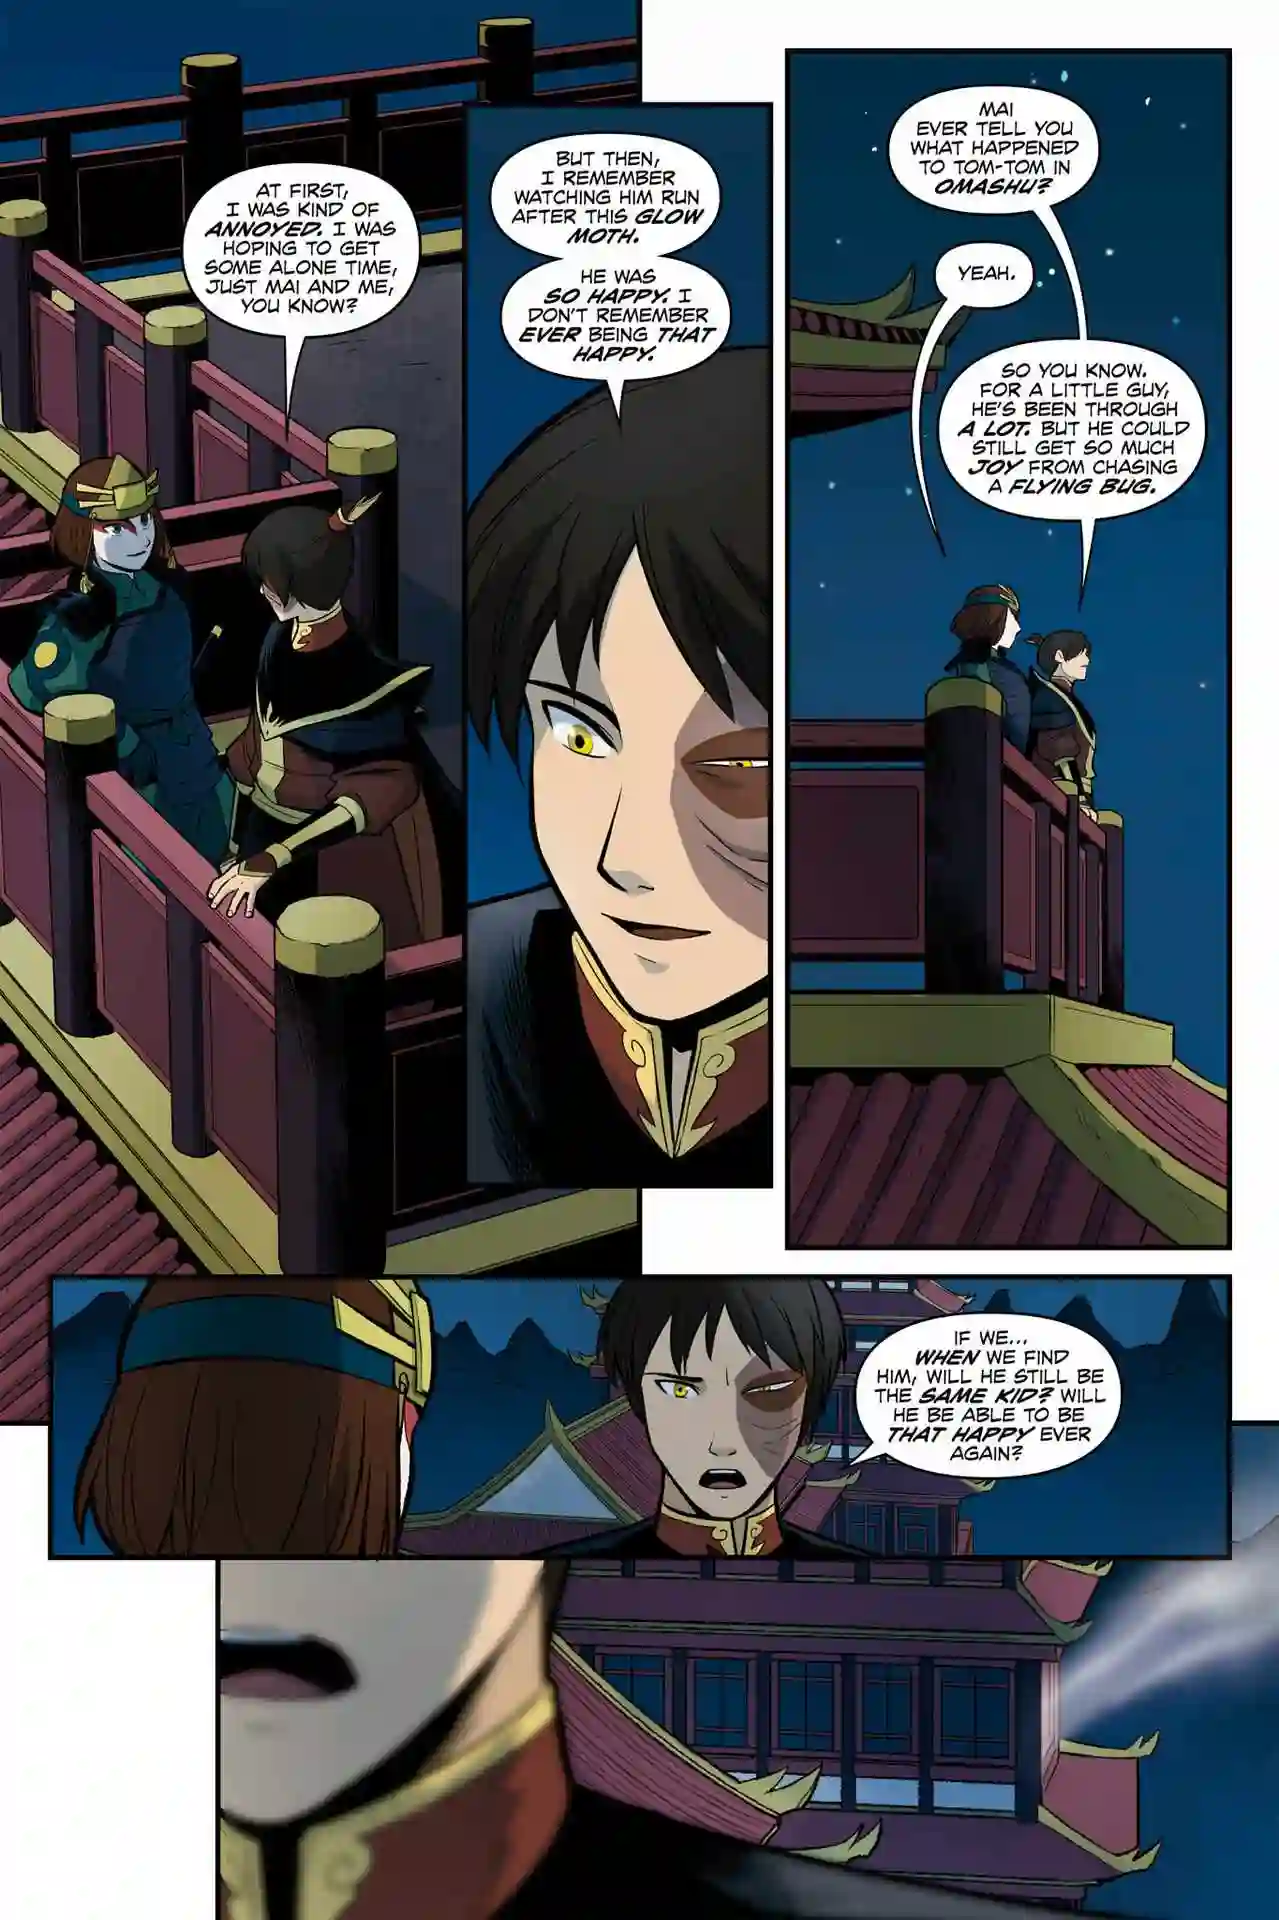 AT FIRST,
I WAS KIND OF
ANNOYED. I WAS
HOPING TO GET
SOME ALONE TIME,
JUST MAI AND ME,
YOU KNOW?
BUT THEN,
I REMEMBER
WATCHING HIM RUN
AFTER THIS GLOW
MOTH.
HE WAS
SO HAPPY. I
DON'T REMEMBER
EVER BEING THAT
HAPPY.
MAI
EVER TELL YOU
WHAT HAPPENED
TO TOM-TOM IN
OMASHU?
YEAH.
SO YOU KNOW.
FOR A LITTLE GUY,
HE'S BEEN THROUGH
A LOT. BUT HE COULD
STILL GET SO MUCH
JOY FROM CHASING
A FLYING BUG.
IF WE...
WHEN WE FIND
HIM, WILL HE STILL BE
THE SAME KID? WILL
HE BE ABLE TO BE
THAT HAPPY EVER
AGAIN?